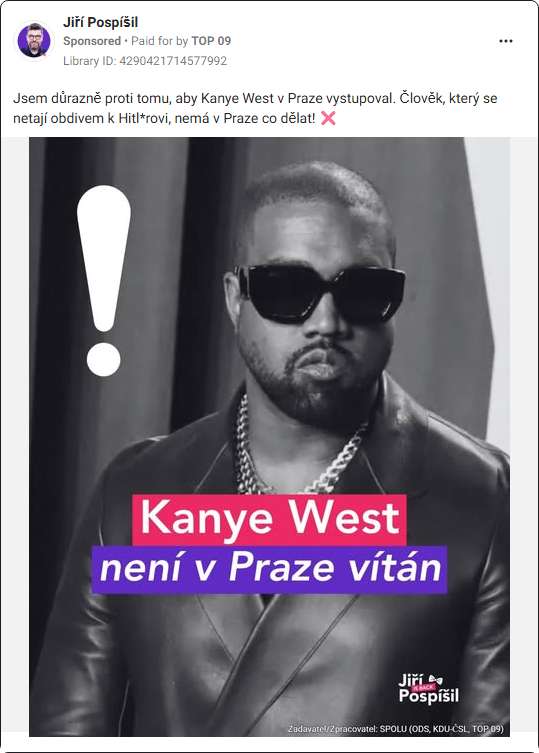 Jiří Pospíšil
Sponsored • Paid for by TOP 09
Library ID: 4290421714577992
Jsem důrazně proti tomu, aby Kanye West v Praze vystupoval. Člověk, který se
netají obdivem k Hitl*rovi, nemá v Praze co dělat! ❌
!
Kanye West
není v Praze vítán
Jiří
IS BACK
Pospíšil
Zadavatel/Zpracovatel: SPOLU (ODS, KDU-ČSL, TOP 09)